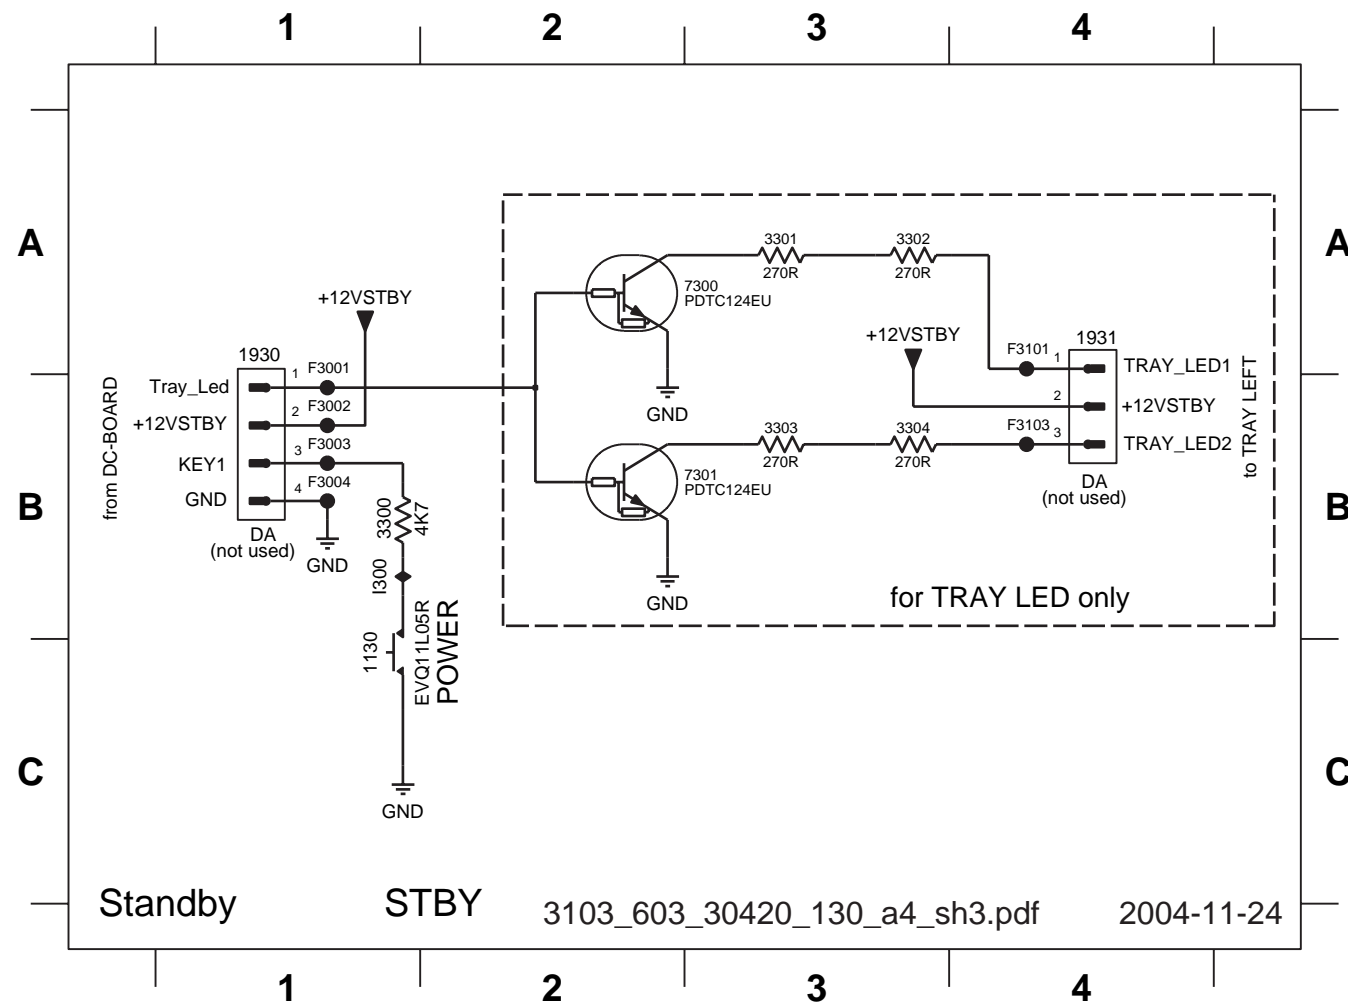 1 2 3 4
A A
3301 3302
270R 270R
7300
PDTC124EU
+12VSTBY
+12VSTBY
1930
1931
from DC-BOARD
Tray_Led 1 F3001
+12VSTBY 2 F3002
KEY1 3 F3003
GND 4 F3004
DA
(not used)
GND
GND
F3101 1 TRAY_LED1
2 +12VSTBY
F3103 3 TRAY_LED2
to TRAY LEFT
DA
(not used)
3303 3304
270R 270R
7301
PDTC124EU
B B
3300
4K7
I300
GND
for TRAY LED only
1130
EVQ11L05R
POWER
C C
GND
Standby STBY 3103_603_30420_130_a4_sh3.pdf 2004-11-24
1 2 3 4